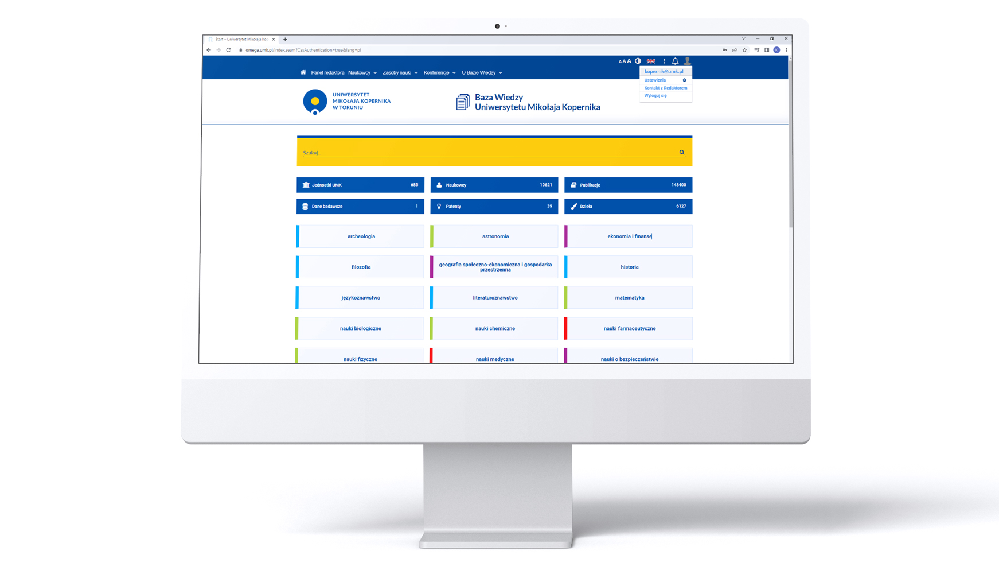 Start – Uniwersytet Mikołaja Kop
omega.umk.pl/index.seam?CasAuthentication=true&lang=pl
K
A A A
Panel redaktora Naukowcy Zasoby nauki Konferencje O Bazie Wiedzy
kopernik@umk.pl
Ustawienia
Kontakt z Redaktorem
Wyloguj się
UNIWERSYTET
MIKOŁAJA KOPERNIKA
W TORUNIU
Baza Wiedzy
Uniwersytetu Mikołaja Kopernika
Szukaj...
Jednostki UMK 685
Naukowcy 10621
Publikacje 148400
Dane badawcze 1
Patenty 39
Dzieła 6127
archeologia
astronomia
ekonomia i finanse
filozofia
geografia społeczno-ekonomiczna i gospodarka
przestrzenna
historia
językoznawstwo
literaturoznawstwo
matematyka
nauki biologiczne
nauki chemiczne
nauki farmaceutyczne
nauki fizyczne
nauki medyczne
nauki o bezpieczeństwie